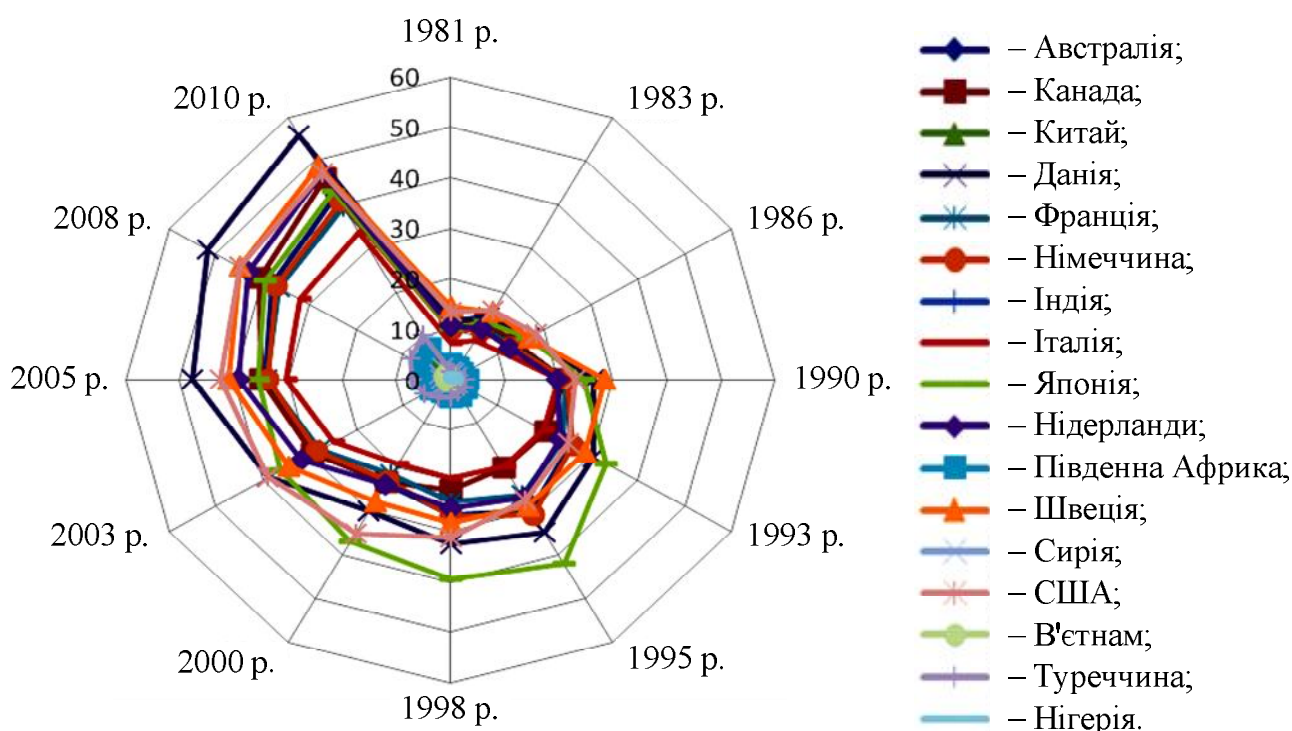 1981 р.
1983 р.
1986 р.
1990 р.
1993 р.
1995 р.
1998 р.
2000 р.
2003 р.
2005 р.
2008 р.
2010 р.
60
50
40
30
20
10
0
– Австралія;
– Канада;
– Китай;
– Данія;
– Франція;
– Німеччина;
– Індія;
– Італія;
– Японія;
– Нідерланди;
– Південна Африка;
– Швеція;
– Сирія;
– США;
– В'єтнам;
– Туреччина;
– Нігерія.